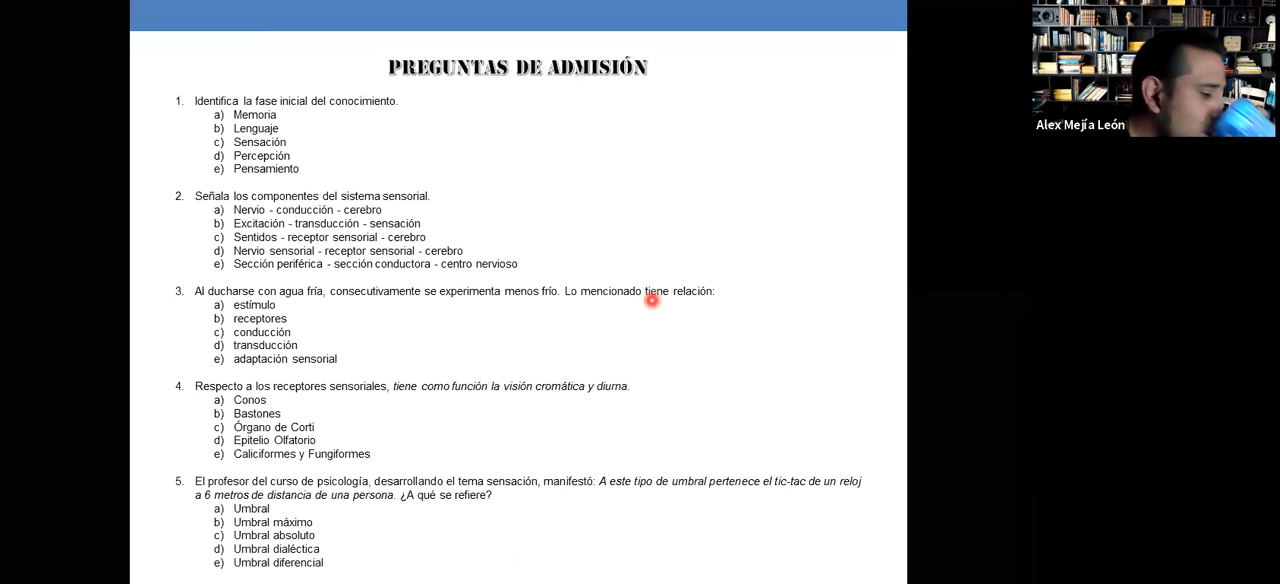 PREGUNTAS DE ADMISIÓN
1. Identifica la fase inicial del conocimiento.
a) Memoria
b) Lenguaje
c) Sensación
d) Percepción
e) Pensamiento
2. Señala los componentes del sistema sensorial.
a) Nervio - conducción - cerebro
b) Excitación - transducción - sensación
c) Sentidos - receptor sensorial - cerebro
d) Nervio sensorial - receptor sensorial - cerebro
e) Sección periférica - sección conductora - centro nervioso
3. Al ducharse con agua fría, consecutivamente se experimenta menos frío. Lo mencionado tiene relación:
a) estímulo
b) receptores
c) conducción
d) transducción
e) adaptación sensorial
4. Respecto a los receptores sensoriales, tiene como función la visión cromática y diurna.
a) Conos
b) Bastones
c) Órgano de Corti
d) Epitelio Olfatorio
e) Caliciformes y Fungiformes
5. El profesor del curso de psicología, desarrollando el tema sensación, manifestó: A este tipo de umbral pertenece el tic-tac de un reloj
a 6 metros de distancia de una persona. ¿A qué se refiere?
a) Umbral
b) Umbral máximo
c) Umbral absoluto
d) Umbral dialéctica
e) Umbral diferencial
Alex Mejía León